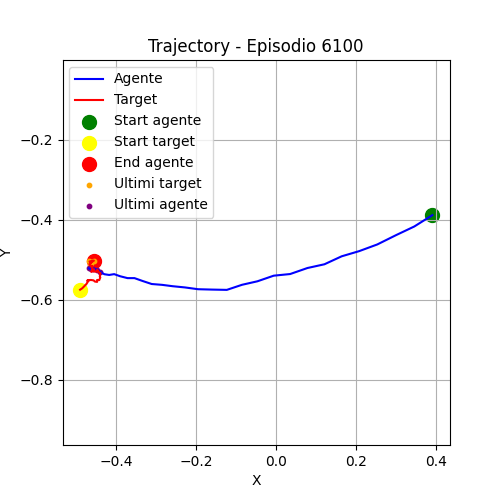 Trajectory - Episodio 6100
Agente
Target
Start agente
Start target
End agente
Ultimi target
Ultimi agente
Y
−0.2
−0.4
−0.6
−0.8
−0.4
−0.2
0.0
0.2
0.4
X